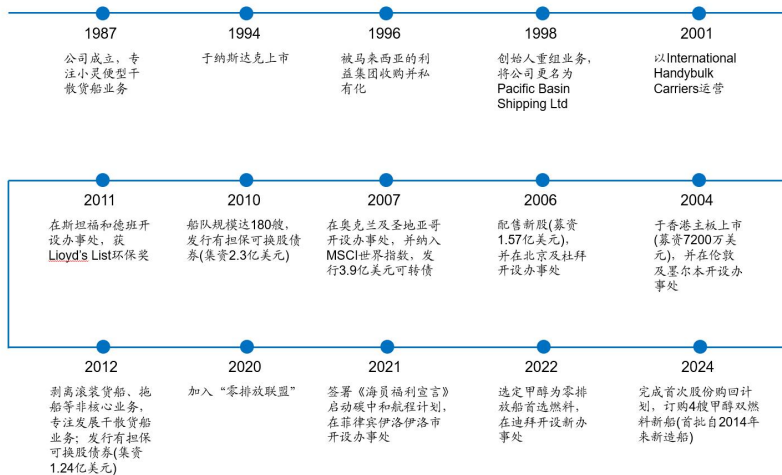 1987
公司成立，专
注小灵便型干
散货船业务
1994
于纳斯达克上市
1996
被马来西亚的利
益集团收购并私
有化
1998
创始人重组业务，
将公司更名为
Pacific Basin
Shipping Ltd
2001
以International
Handybulk
Carriers运营
2011
在斯坦福和德班开
设办事处，获
Lioyd's List环保奖
2010
船队规模达180艘，
发行有担保可换股债
券(集资2.3亿美元)
2007
在奥克兰及圣地亚哥
开设办事处，并纳入
MSCI世界指数，发
行3.9亿美元可转债
2006
配售新股(募资
1.57亿美元)，
并在北京及杜拜
开设办事处
2004
于香港主板上市
(募资7200万美
元)，并在伦敦
及墨尔本开设办
事处
2012
剥离滚装货船、拖
船等非核心业务，
专注发展干散货船
业务；发行有担保
可换股债券(集资
1.24亿美元)
2020
加入“零排放联盟”
2021
签署《海员福利宣言》
启动碳中和航程计划，
在菲律宾伊洛伊洛市
开设办事处
2022
选定甲醇为零排
放船首选燃料，
在迪拜开设新办
事处
2024
完成首次股份购回计
划，订购4艘甲醇双燃
料新船(首批自2014年
来新造船)